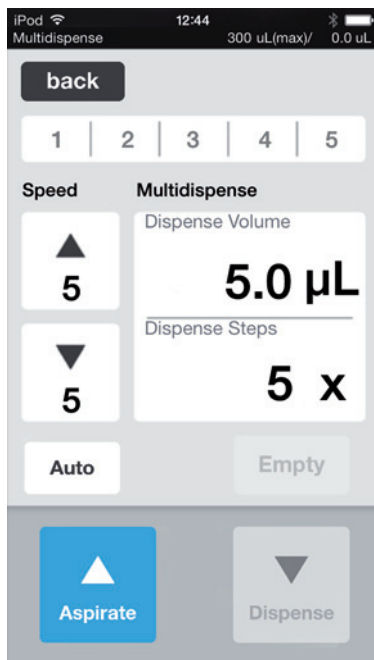 iPod 12:44
Multidispense 300 uL(max)/ 0.0 uL
back
1 2 3 4 5
Speed Multidispense
Dispense Volume
5
5.0 µL
Dispense Steps
5
5 x
Auto Empty
Aspirate Dispense